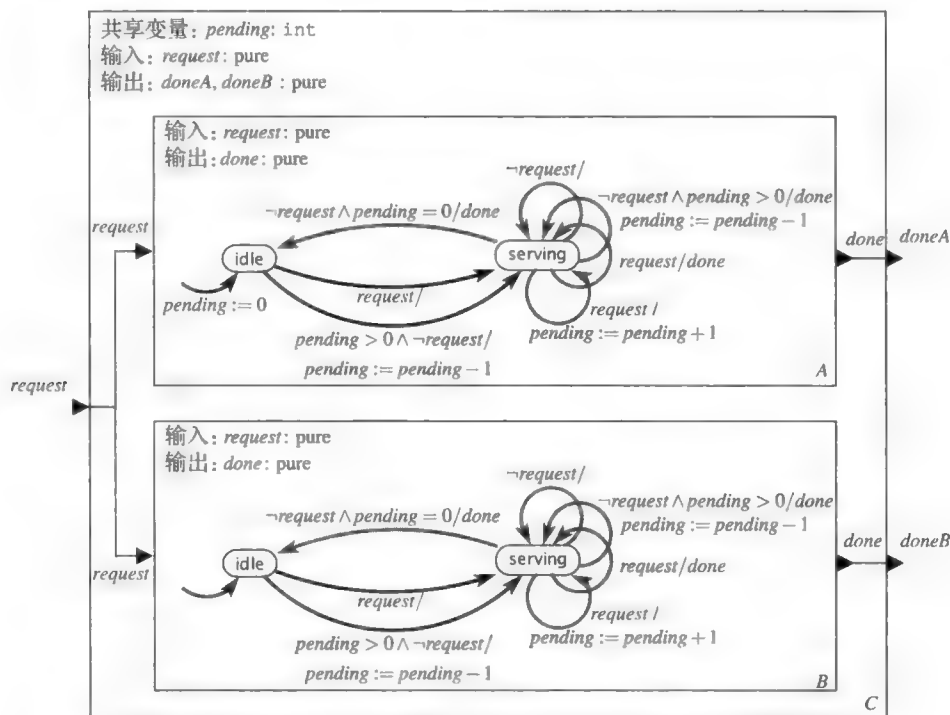 共享变量: pending: int
输入: request: pure
输出: doneA, doneB : pure
输入: request: pure
输出: done: pure
¬request/
¬request∧pending = 0/done
¬request∧pending > 0/done
pending := pending − 1
request
idle
serving
done
doneA
request/done
request/
pending := 0
request /
pending := pending + 1
pending > 0∧¬request/
pending := pending − 1
A
request
输入: request: pure
输出: done: pure
¬request/
¬request∧pending = 0/done
¬request∧pending > 0/done
pending := pending − 1
request
idle
serving
done
doneB
request/done
request/
request /
pending := pending + 1
pending > 0∧¬request/
pending := pending − 1
B
C